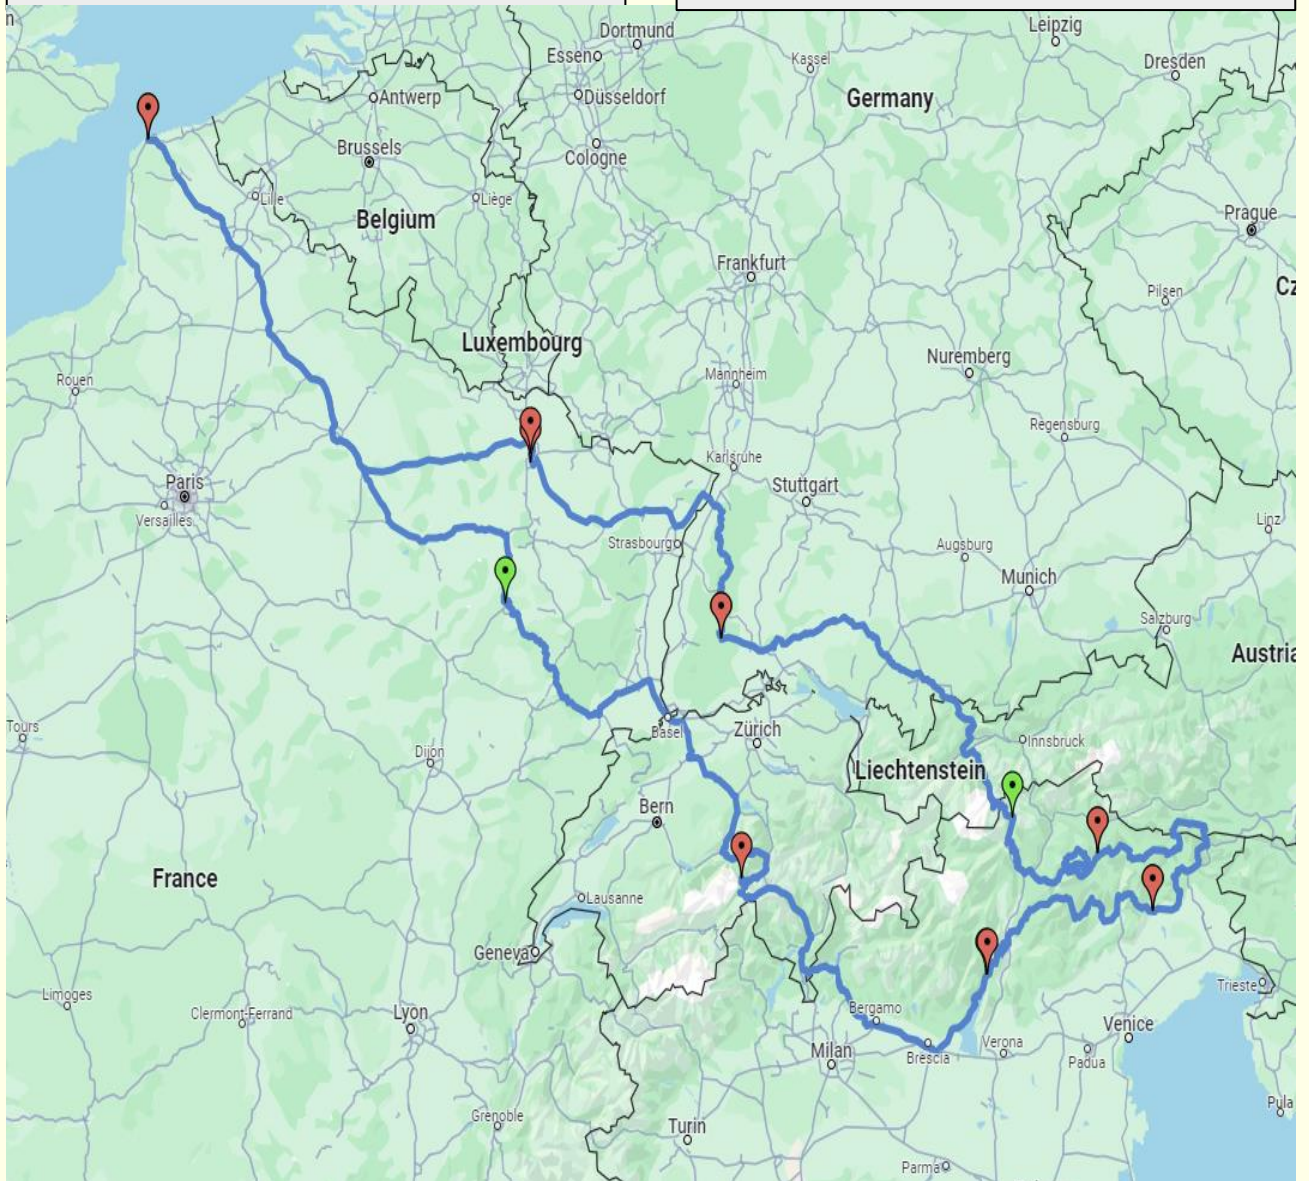 n
Leipzig
Dortmund
Essen
Kassel
Dresden
Antwerp
Düsseldorf
Germany
Brussels
Cologne
Lille
Liège
Belgium
Prague
Frankfurt
Pilsen
Cz
Luxembourg
Nuremberg
Rouen
Mannheim
Regensburg
Karlsruhe
Paris
Stuttgart
Versailles
Linz
Strasbourg
Augsburg
Munich
Salzburg
Austria
Tours
Basel
Zürich
Innsbruck
Dijon
Liechtenstein
Bern
France
Lausanne
Geneva
Trieste
Limoges
Clermont-Ferrand
Lyon
Bergamo
Venice
Milan
Brescia
Verona
Padua
Grenoble
Turin
Pula
Parma